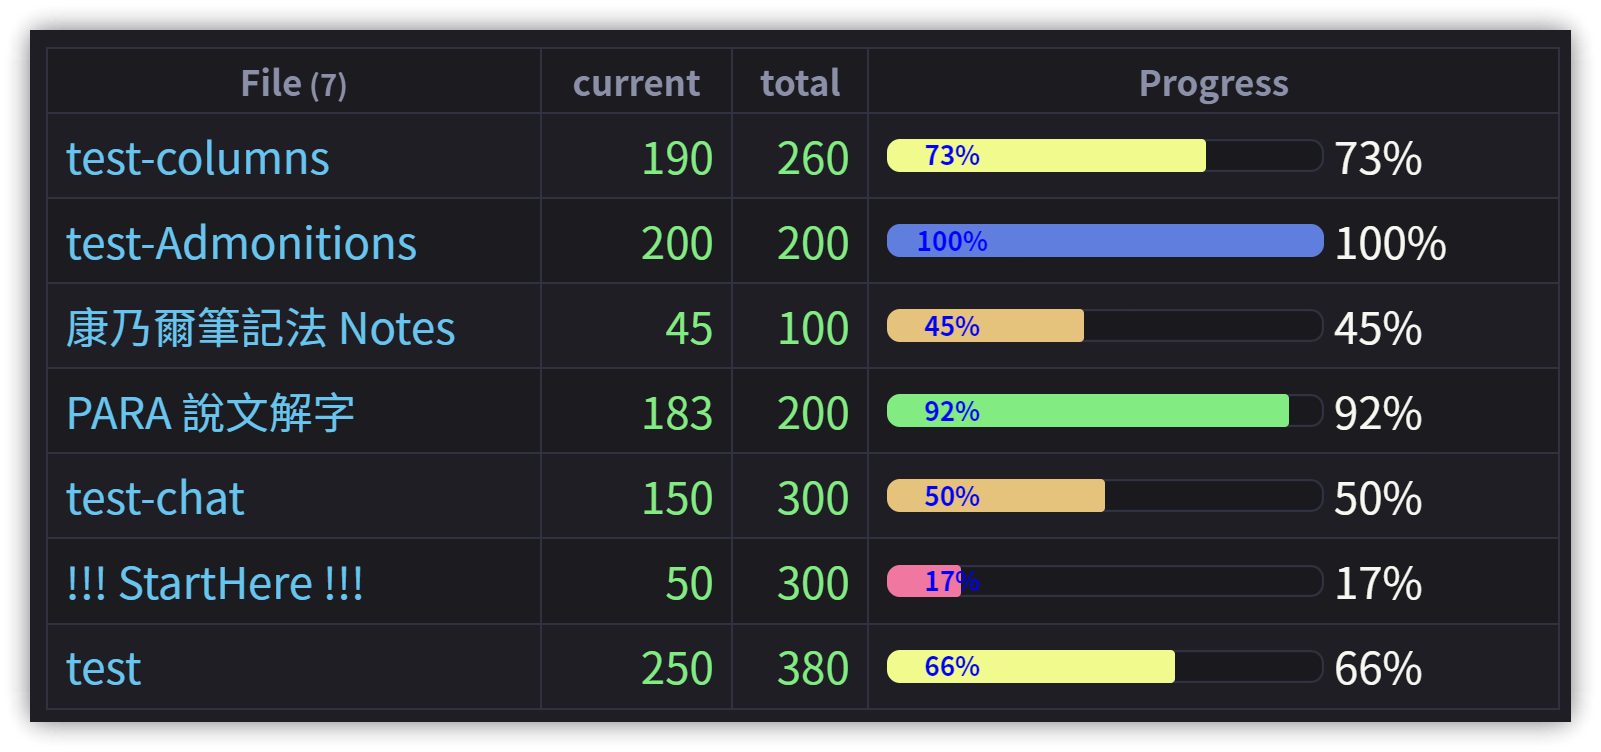 File (7) current total Progress
test-columns 190 260 73% 73%
test-Admonitions 200 200 100% 100%
康乃爾筆記法 Notes 45 100 45% 45%
PARA 說文解字 183 200 92% 92%
test-chat 150 300 50% 50%
!!! StartHere !!! 50 300 17% 17%
test 250 380 66% 66%